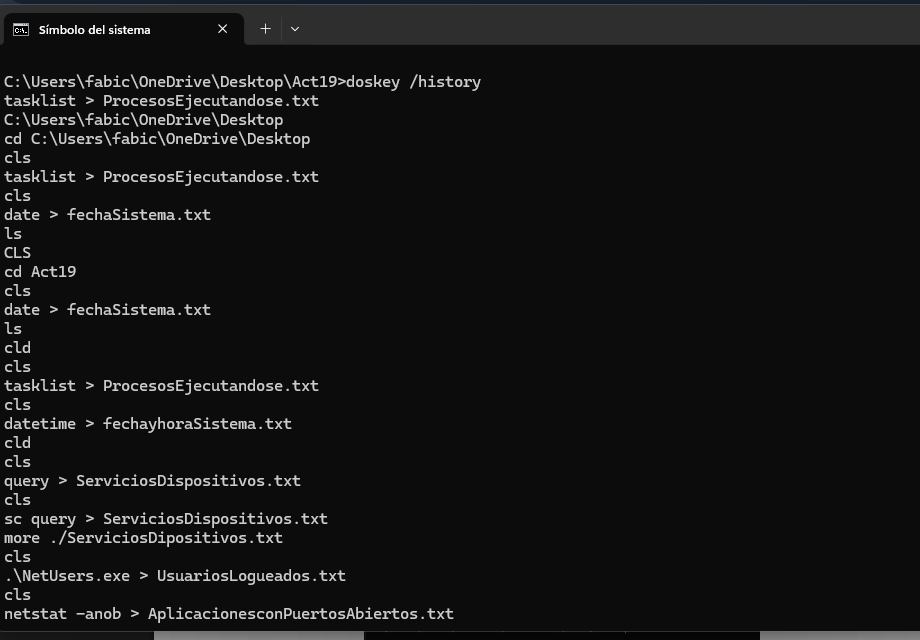 Símbolo del sistema
C:\Users\fabic\OneDrive\Desktop\Act19>doskey /history
tasklist > ProcesosEjecutandose.txt
C:\Users\fabic\OneDrive\Desktop
cd C:\Users\fabic\OneDrive\Desktop
cls
tasklist > ProcesosEjecutandose.txt
cls
date > fechaSistema.txt
ls
CLS
cd Act19
cls
date > fechaSistema.txt
ls
cld
cls
tasklist > ProcesosEjecutandose.txt
cls
datetime > fechayhoraSistema.txt
cld
cls
query > ServiciosDispositivos.txt
cls
sc query > ServiciosDispositivos.txt
more ./ServiciosDipositivos.txt
cls
.\NetUsers.exe > UsuariosLogueados.txt
cls
netstat -anob > AplicacionesconPuertosAbiertos.txt